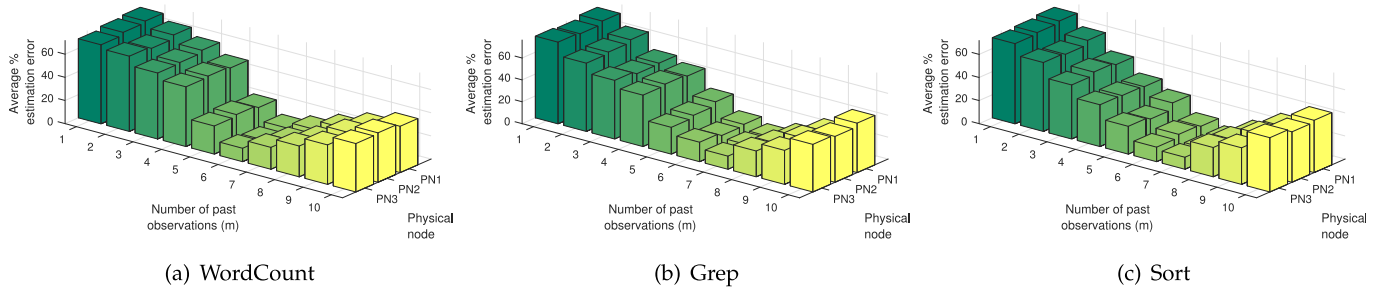 Average %
estimation error
60
40
20
0
1
2
3
4
5
6
7
8
9
10
Number of past
observations (m)
PN3
PN2
PN1
Physical
node
(a) WordCount
Average %
estimation error
60
40
20
0
1
2
3
4
5
6
7
8
9
10
Number of past
observations (m)
PN3
PN2
PN1
Physical
node
(b) Grep
Average %
estimation error
60
40
20
0
1
2
3
4
5
6
7
8
9
10
Number of past
observations (m)
PN3
PN2
PN1
Physical
node
(c) Sort